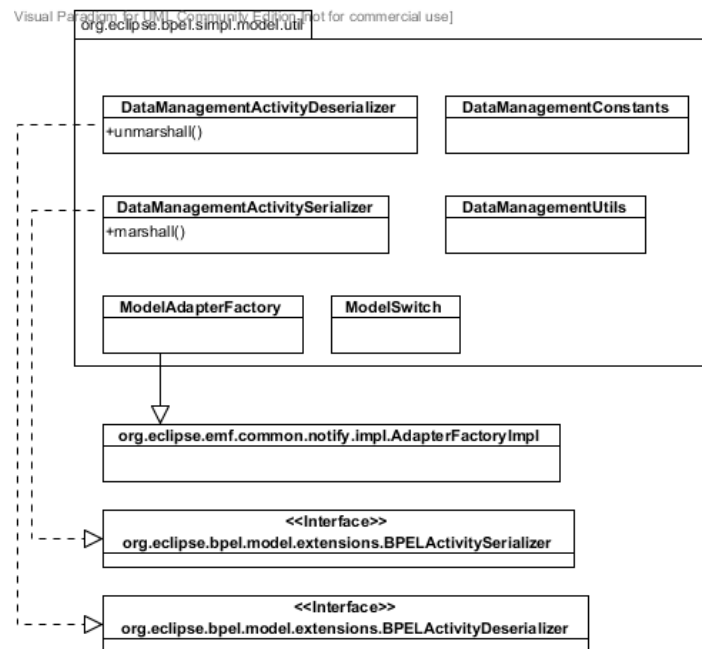 Visual Paradigm for UML Community Edition [not for commercial use]
org.eclipse.bpel.simpl.model.util
DataManagementActivityDeserializer
+unmarshall()
DataManagementConstants
DataManagementActivitySerializer
+marshall()
DataManagementUtils
ModelAdapterFactory
ModelSwitch
org.eclipse.emf.common.notify.impl.AdapterFactoryImpl
<<Interface>>
org.eclipse.bpel.model.extensions.BPELActivitySerializer
<<Interface>>
org.eclipse.bpel.model.extensions.BPELActivityDeserializer